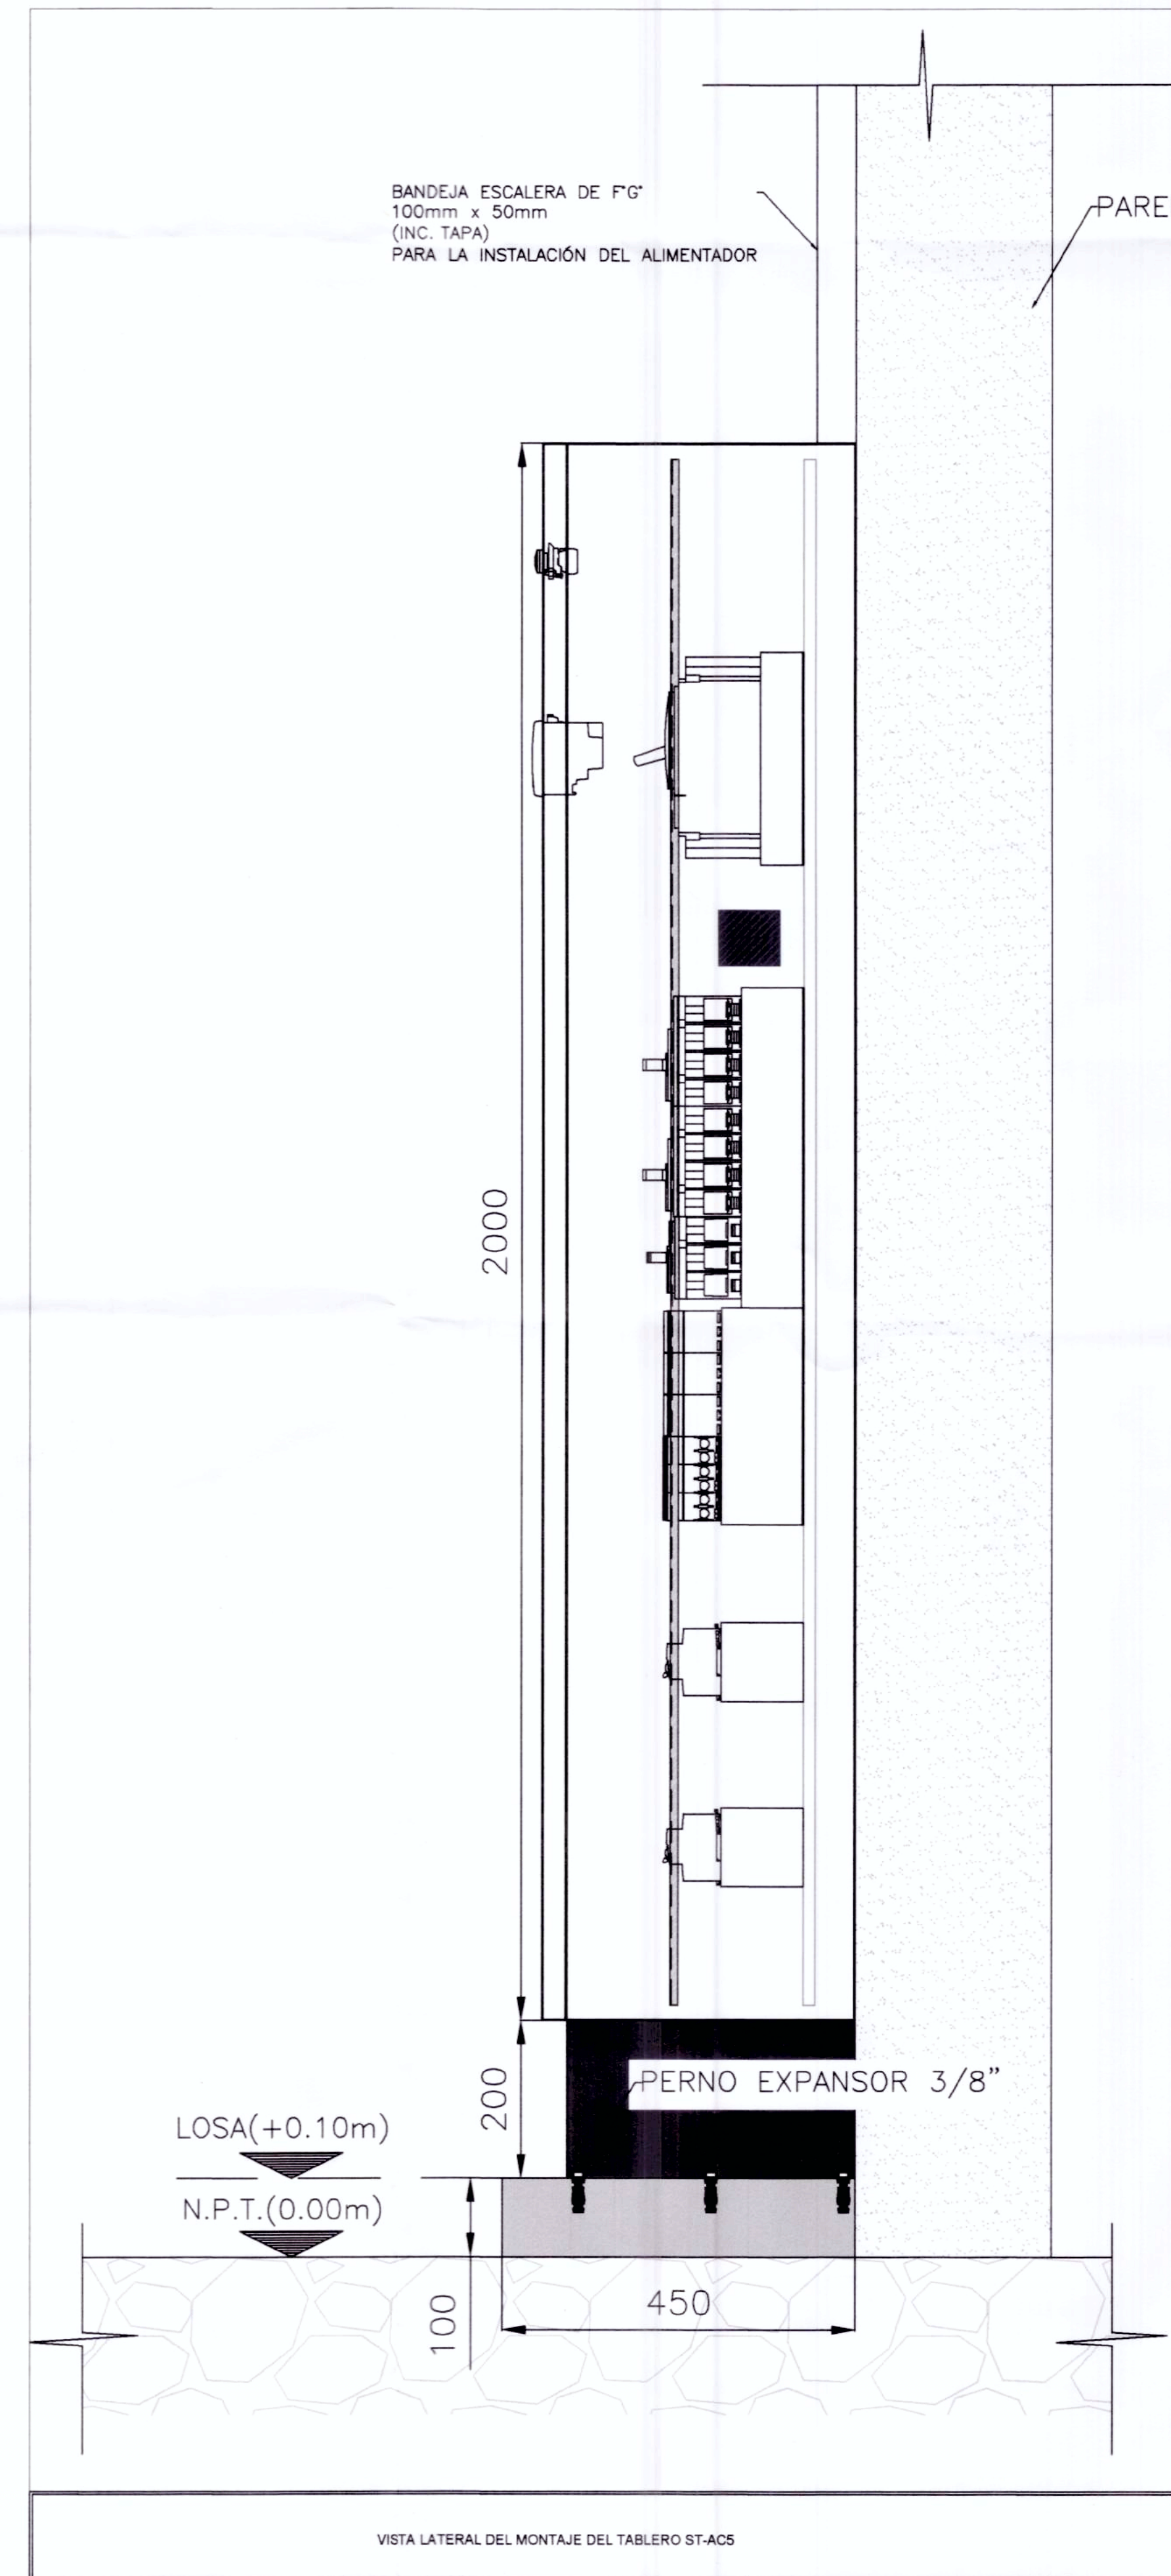 BANDEJA ESCALERA DE F°G°
100mm x 50mm
(INC. TAPA)
PARA LA INSTALACIÓN DEL ALIMENTADOR
PARE
2000
200
PERNO EXPANSOR 3/8”
LOSA(+0.10m)
N.P.T.(0.00m)
100
450
VISTA LATERAL DEL MONTAJE DEL TABLERO ST-AC5